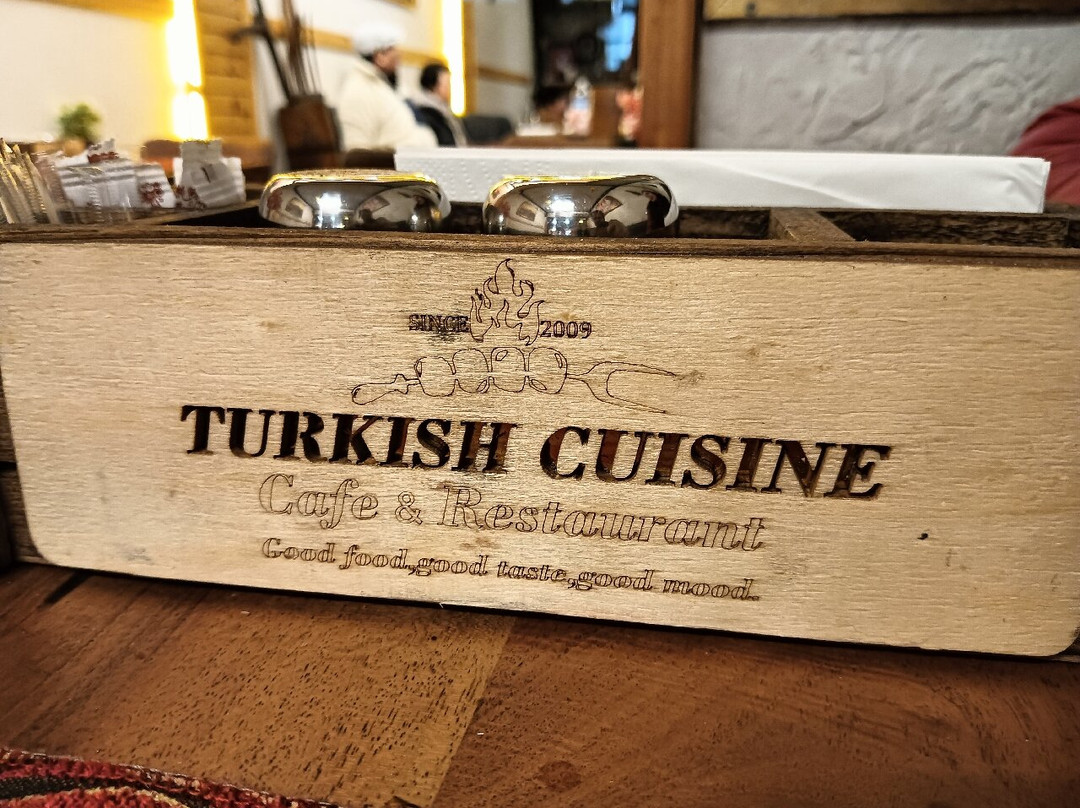 SINCE 2009
TURKISH CUISINE
Cafe & Restaurant
Good food,good taste,good mood.